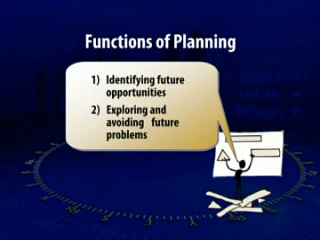 Functions of Planning
1) Identifying future
opportunities
2) Exploring and
avoiding future
problems